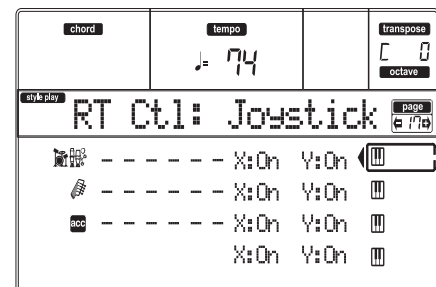 chord tempo transpose
♩= 74 C 0
octave
style play RT Ctl: Joystick page
17
- - - - - - X:On Y:On
- - - - - - X:On Y:On
acc - - - - - - X:On Y:On
X:On Y:On